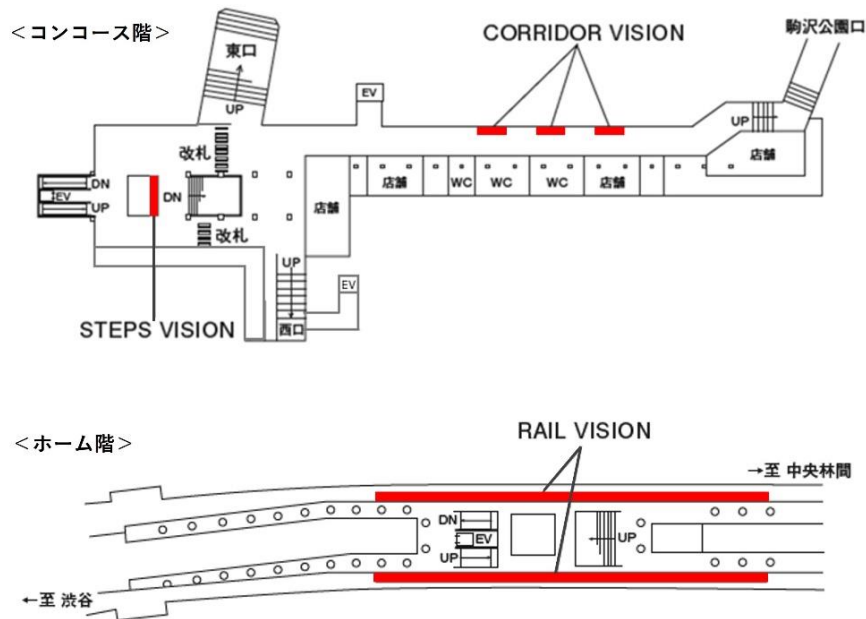 <コンコース階>
CORRIDOR VISION
駒沢公園口
東口
UP
EV
UP
改札
店舗
DN
EV
UP
DN
店舗
WC
WC
WC
店舗
店舗
改札
UP
EV
西口
STEPS VISION
<ホーム階>
RAIL VISION
→至 中央林間
DN
EV
UP
UP
←至 渋谷